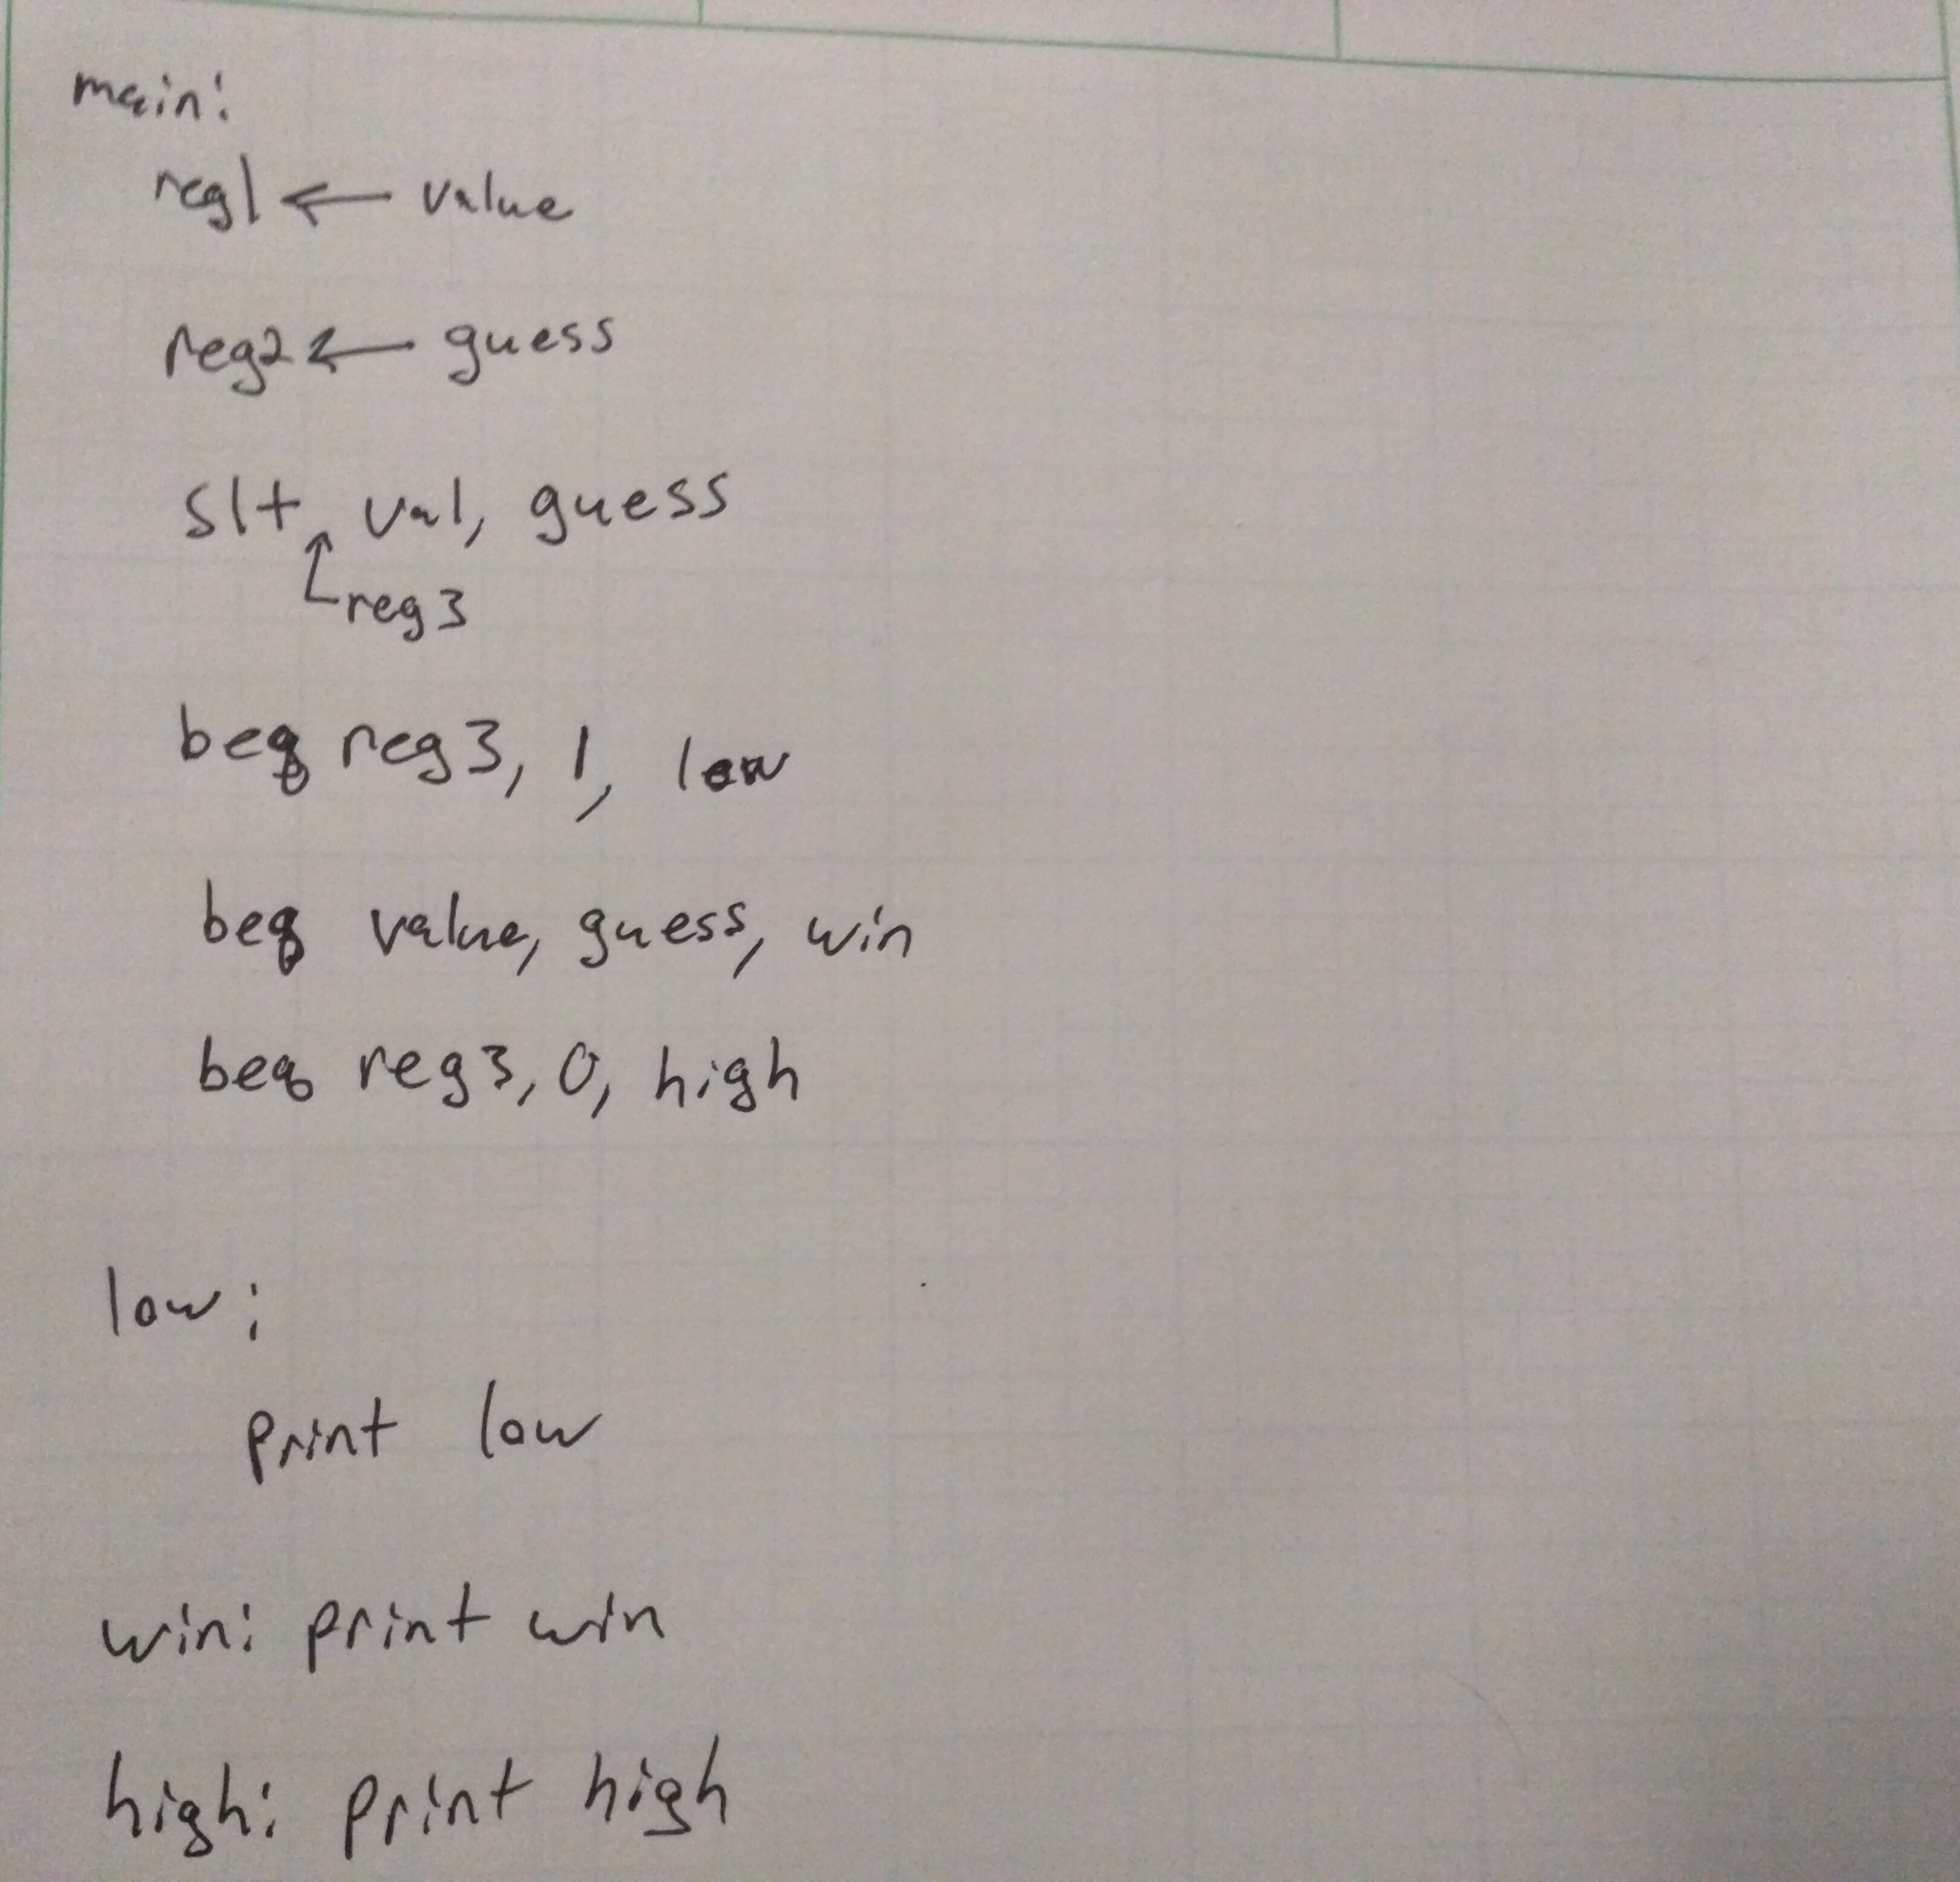 main:
reg1 ← value
reg2 ← guess
slt val, guess
reg3
beq reg3, 1, low
beq value, guess, win
beq reg3, 0, high
low:
print low
win: print win
high: print high